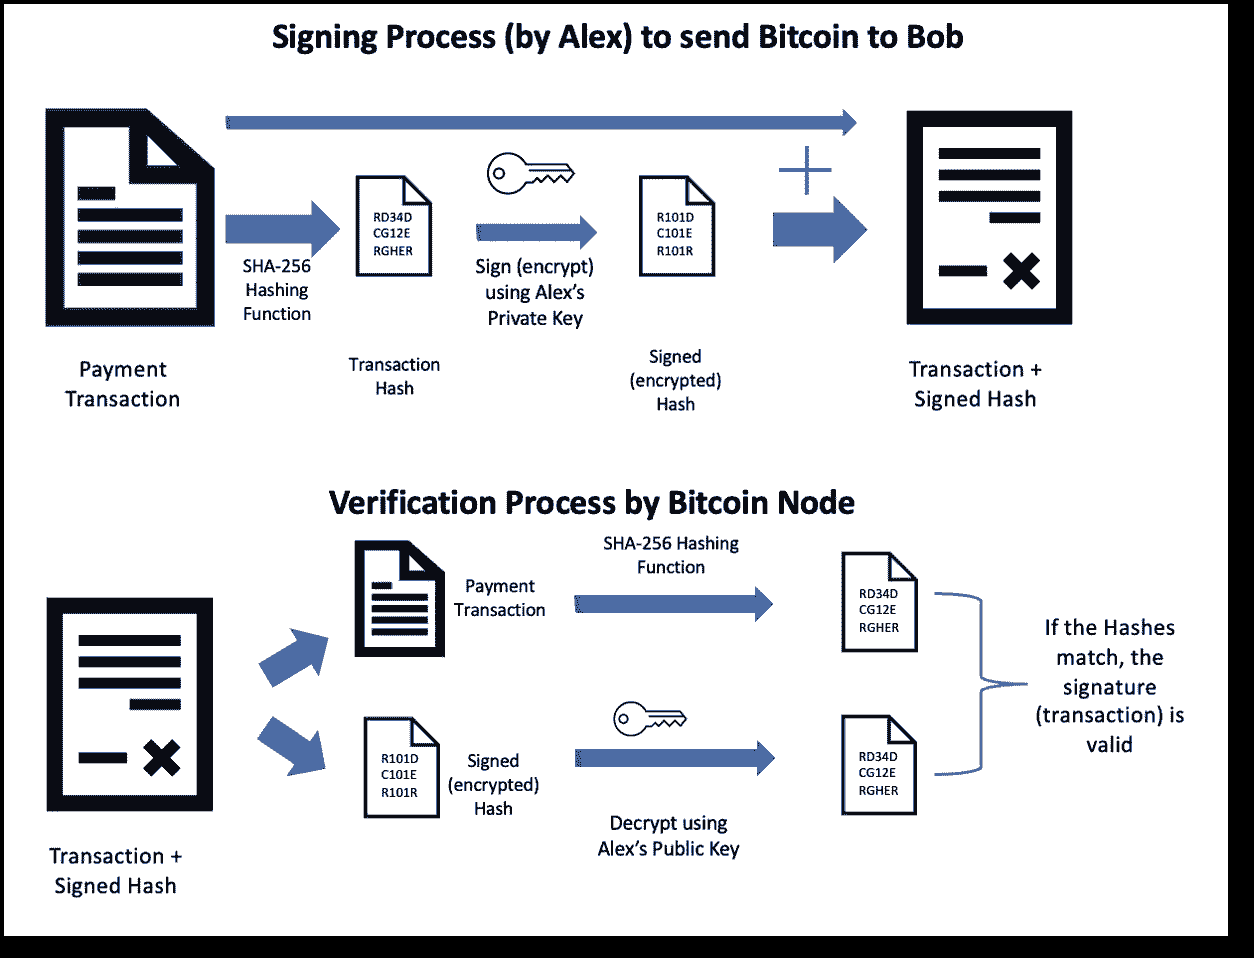 Signing Process (by Alex) to send Bitcoin to Bob
RD34D
CG12E
RGHER
R101D
C101E
R101R
SHA-256
Hashing
Function
Sign (encrypt)
using Alex's
Private Key
Payment
Transaction
Transaction
Hash
Signed
(encrypted)
Hash
Transaction +
Signed Hash
Verification Process by Bitcoin Node
Payment
Transaction
SHA-256 Hashing
Function
RD34D
CG12E
RGHER
If the Hashes
match, the
signature
(transaction) is
valid
R101D
C101E
R101R
Signed
(encrypted)
Hash
Decrypt using
Alex's Public Key
RD34D
CG12E
RGHER
Transaction +
Signed Hash